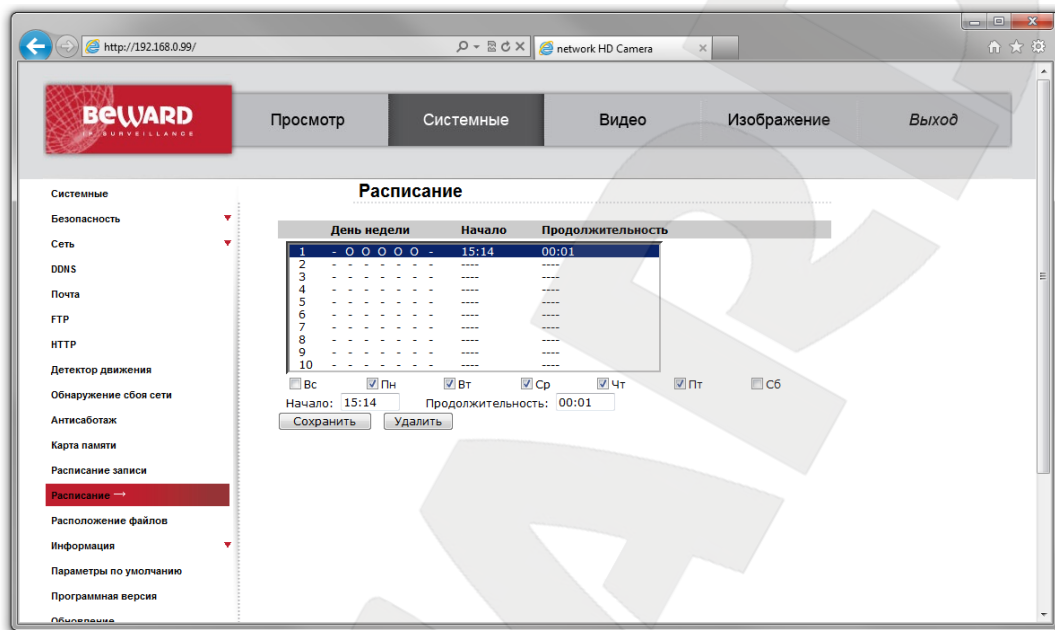 http://192.168.0.99/
network HD Camera
BEWARD
IP SURVEILLANCE
Просмотр
Системные
Видео
Изображение
Выход
Системные
Безопасность
Сеть
DDNS
Почта
FTP
HTTP
Детектор движения
Обнаружение сбоя сети
Антисаботаж
Карта памяти
Расписание записи
Расписание →
Расположение файлов
Информация
Параметры по умолчанию
Программная версия
Обновление
Расписание
День недели Начало Продолжительность
1 - O O O O O - 15:14 00:01
2 - - - - - - - ---- ----
3 - - - - - - - ---- ----
4 - - - - - - - ---- ----
5 - - - - - - - ---- ----
6 - - - - - - - ---- ----
7 - - - - - - - ---- ----
8 - - - - - - - ---- ----
9 - - - - - - - ---- ----
10 - - - - - - - ---- ----
Вс Пн Вт Ср Чт Пт Сб
Начало: 15:14 Продолжительность: 00:01
Сохранить Удалить